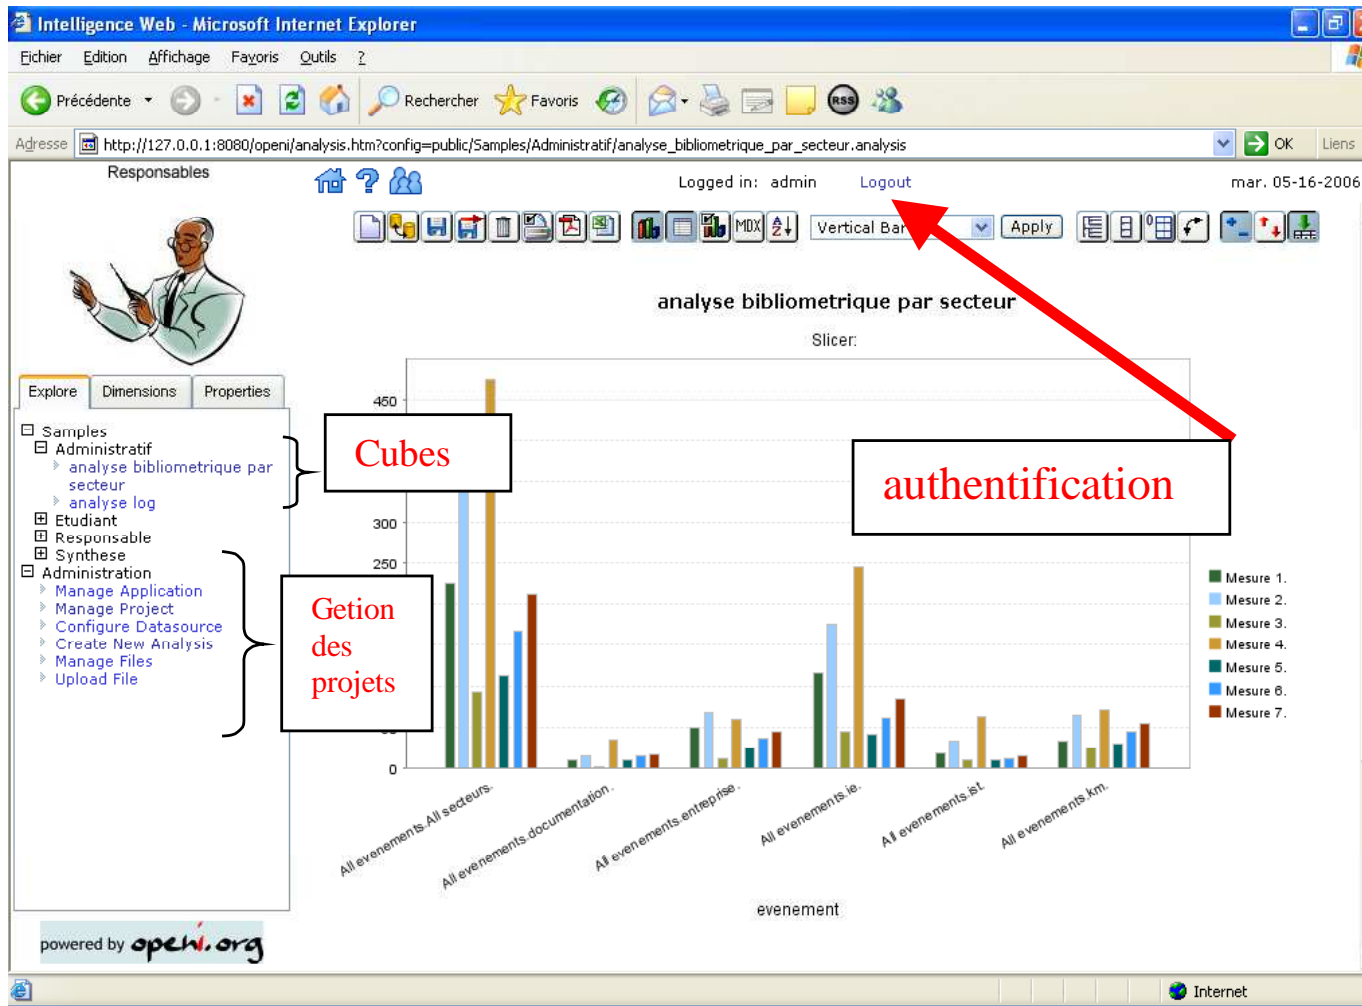 Intelligence Web - Microsoft Internet Explorer
Fichier Edition Affichage Favoris Outils ?
Précédente Rechercher Favoris RSS
Adresse http://127.0.0.1:8080/openi/analysis.htm?config=public/Samples/Administratif/analyse_bibliometrique_par_secteur.analysis OK Liens
Responsables
Logged in: admin Logout mar. 05-16-2006
MDX Vertical Bar Apply
analyse bibliometrique par secteur
Slicer:
Explore Dimensions Properties
Samples
Administratif
analyse bibliometrique par
secteur
analyse log
Etudiant
Responsable
Synthese
Administration
Manage Application
Manage Project
Configure Datasource
Create New Analysis
Manage Files
Upload File
Cubes
Getion
des
projets
authentification
450
300
250
0
Mesure 1.
Mesure 2.
Mesure 3.
Mesure 4.
Mesure 5.
Mesure 6.
Mesure 7.
All evenements.All secteurs.
All evenements.documentation.
All evenements.entreprise.
All evenements.ie.
All evenements.ist.
All evenements.km.
evenement
powered by openi.org
Internet